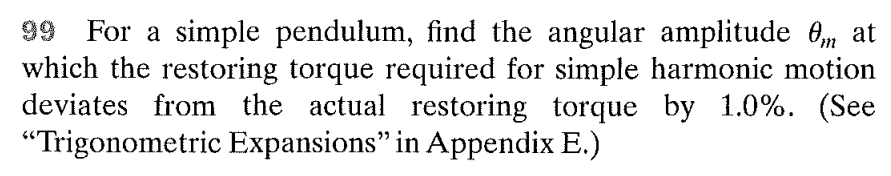 99 For a simple pendulum, find the angular amplitude θm at
which the restoring torque required for simple harmonic motion
deviates from the actual restoring torque by 1.0%. (See
“Trigonometric Expansions” in Appendix E.)